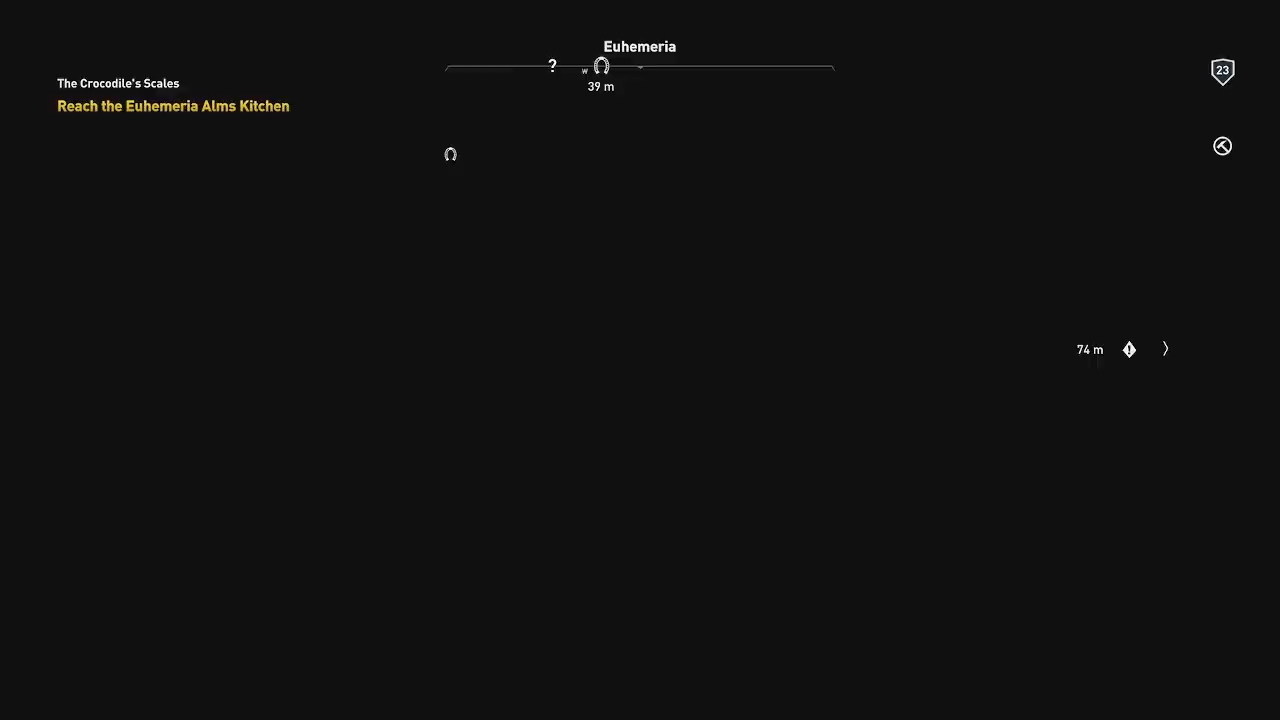 Euhemeria
?
W
39 m
The Crocodile's Scales
Reach the Euhemeria Alms Kitchen
23
74 m